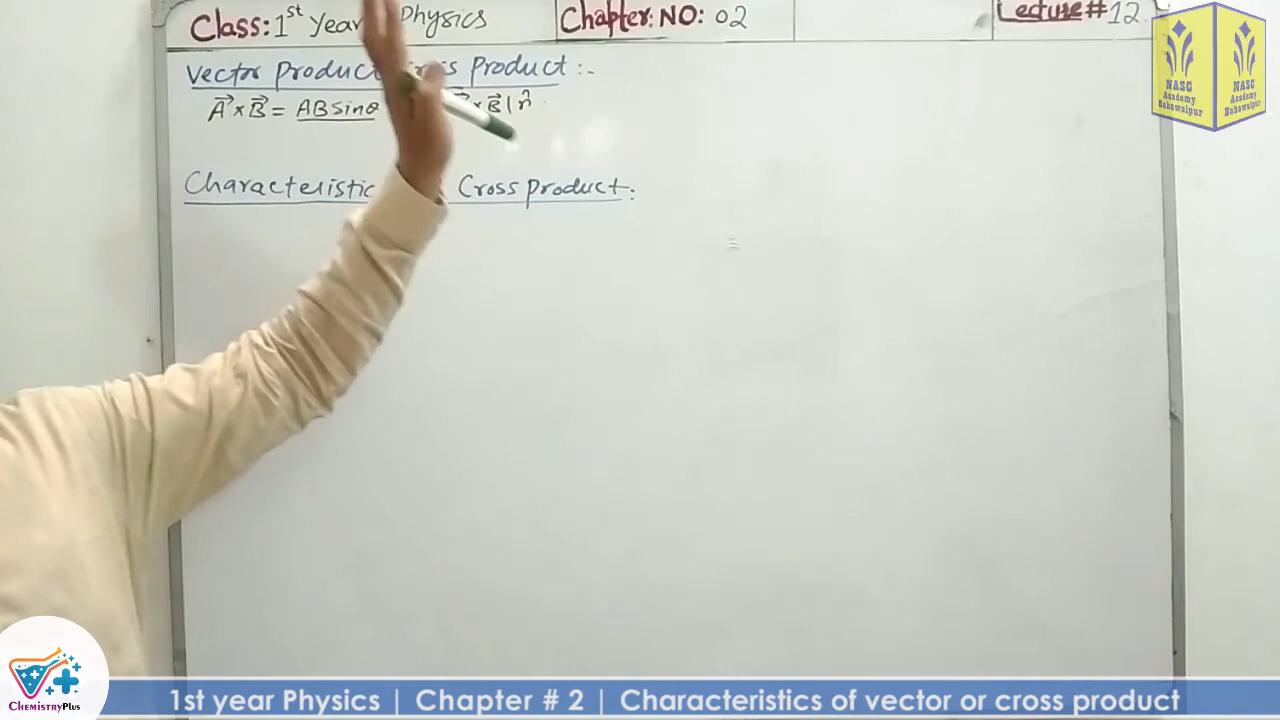 Class: 1st Year Physics
Chapter: NO: 02
Lecture# 12
NASC Academy Bahawalpur
NASC Academy Bahawalpur
Vector Product Product :-
A⃗ × B⃗ = ABSinθ × B⃗ | n̂
Characteristic Cross product:
ChemistryPlus
1st year Physics | Chapter # 2 | Characteristics of vector or cross product